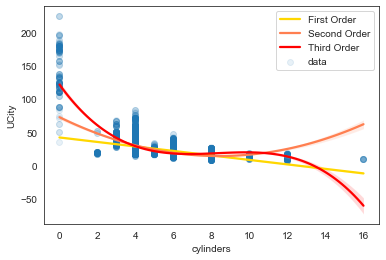 First Order
Second Order
Third Order
data
200
150
100
50
0
−50
UCity
0 2 4 6 8 10 12 14 16
cylinders